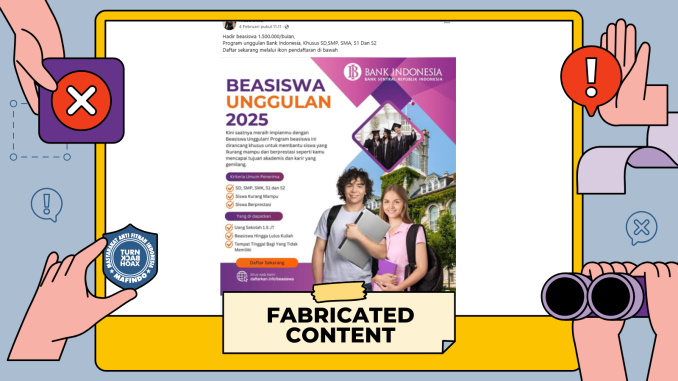 4 Februari pukul 11.11
Hadir beasiswa 1.500.000/bulan,
Program unggulan Bank Indonesia, Khusus SD,SMP, SMA, S1 Dan S2
Daftar sekarang melalui ikon pendaftaran di bawah
BANK INDONESIA
BANK SENTRAL REPUBLIK INDONESIA
BEASISWA
UNGGULAN
2025
Kini saatnya meraih impianmu dengan
Beasiswa Unggulan! Program beasiswa ini
dirancang khusus untuk membantu siswa yang
kurang mampu dan berprestasi seperti kamu
mencapai tujuan akademis dan karir yang
gemilang.
Kriteria Umum Penerima
SD, SMP, SMK, S1 dan S2
Siswa Kurang Mampu
Siswa Berprestasi
Yang di dapatkan
Uang Sekolah 1,5 JT
Beasiswa Hingga Lulus Kuliah
Tempat Tinggal Bagi Yang Tidak
Memiliki
Daftar Sekarang
MASYARAKAT ANTI FITNAH INDONESIA
TURN
BACK
HOAX
MAFINDO
FABRICATED
CONTENT